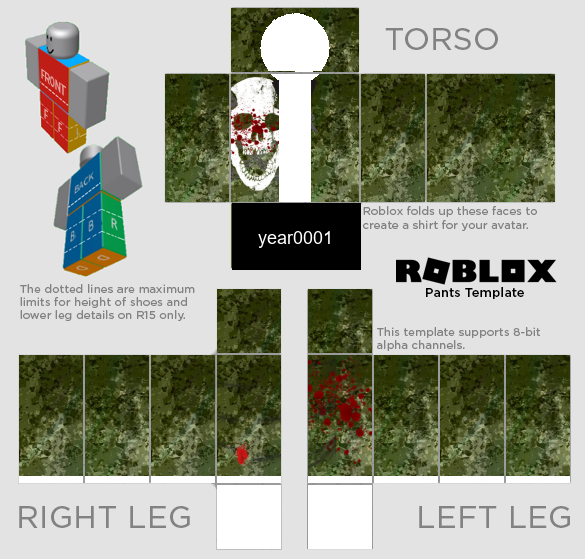 TORSO
FRONT
L F
F
L
BACK
B
B
R
year0001
Roblox folds up these faces to
create a shirt for your avatar.
ROBLOX
Pants Template
The dotted lines are maximum
limits for height of shoes and
lower leg details on R15 only.
This template supports 8-bit
alpha channels.
RIGHT LEG
LEFT LEG